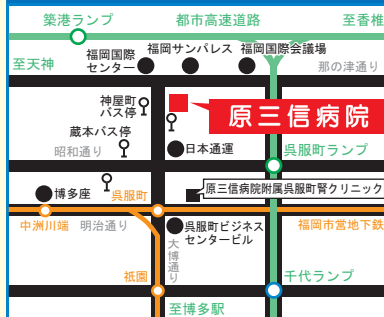 築港ランプ
都市高速道路
至香椎
福岡サンパレス
福岡国際会議場
福岡国際
センター
至天神
那の津通り
神屋町
バス停
原三信病院
蔵本バス停
昭和通り
日本通運
呉服町ランプ
博多座
呉服町
原三信病院附属呉服町腎クリニック
中洲川端
明治通り
呉服町ビジネス
センタービル
福岡市営地下鉄
大博通り
祇園
千代ランプ
至博多駅